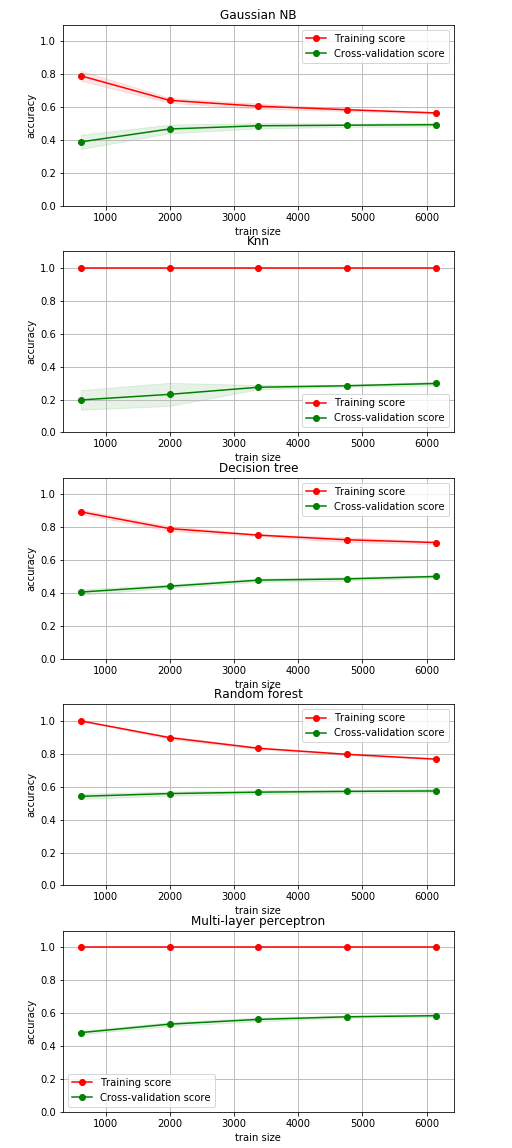 Gaussian NB
1.0
0.8
0.6
0.4
0.2
0.0
accuracy
Training score
Cross-validation score
1000 2000 3000 4000 5000 6000
train size
Knn
1.0
0.8
0.6
0.4
0.2
0.0
accuracy
Training score
Cross-validation score
1000 2000 3000 4000 5000 6000
train size
Decision tree
1.0
0.8
0.6
0.4
0.2
0.0
accuracy
Training score
Cross-validation score
1000 2000 3000 4000 5000 6000
train size
Random forest
1.0
0.8
0.6
0.4
0.2
0.0
accuracy
Training score
Cross-validation score
1000 2000 3000 4000 5000 6000
train size
Multi-layer perceptron
1.0
0.8
0.6
0.4
0.2
0.0
accuracy
Training score
Cross-validation score
1000 2000 3000 4000 5000 6000
train size